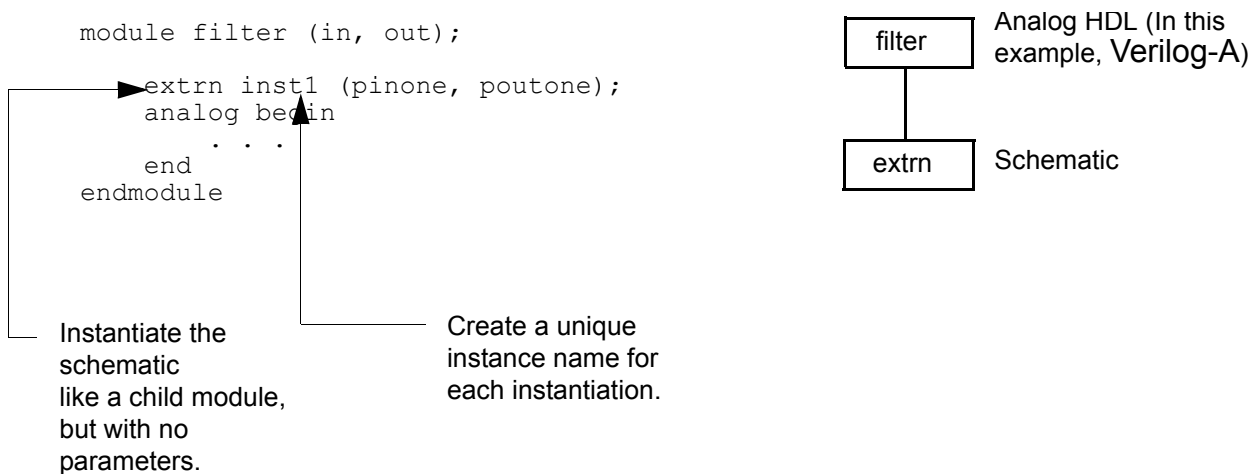 module filter (in, out);
extrn inst1 (pinone, poutone);
analog begin
. . .
end
endmodule
Instantiate the
schematic
like a child module,
but with no
parameters.
Create a unique
instance name for
each instantiation.
filter
Analog HDL (In this
example, Verilog-A)
extrn
Schematic